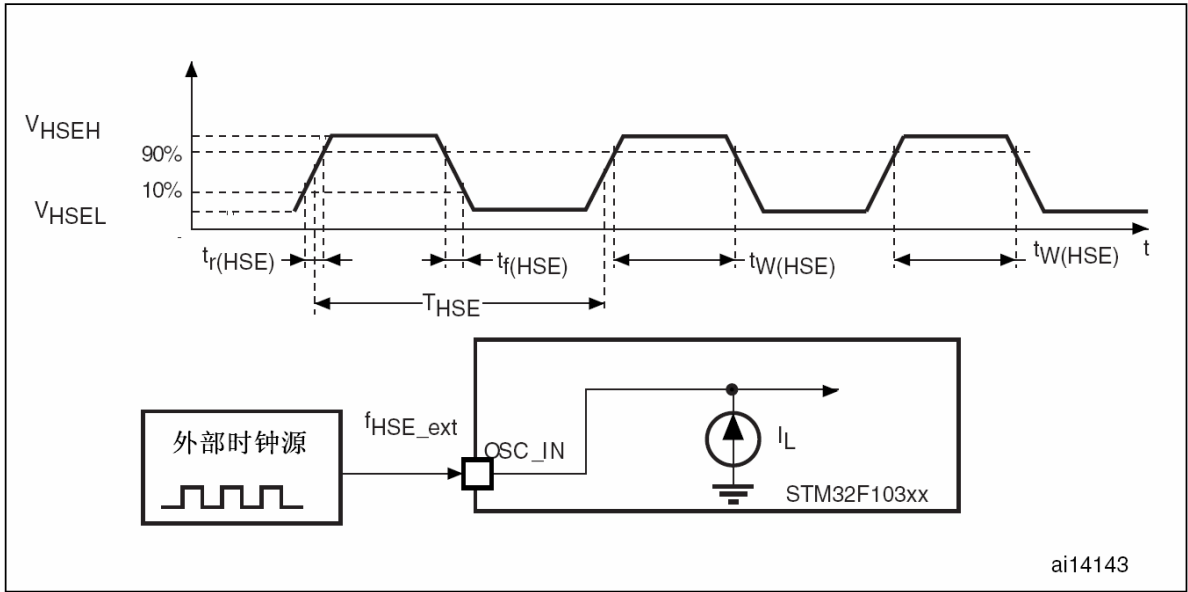 VHSEH
90%
10%
VHSEL
tr(HSE)
tf(HSE)
tW(HSE)
tW(HSE)
t
THSE
外部时钟源
fHSE_ext
OSC_IN
IL
STM32F103xx
ai14143